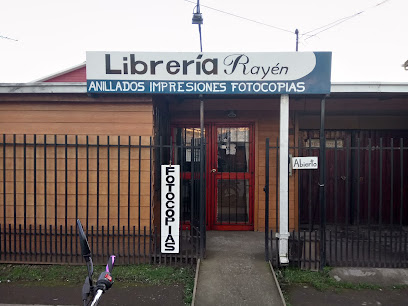 Librería Rayén
ANILLADOS IMPRESIONES FOTOCOPIAS
Abierto
FOTOCOPIAS